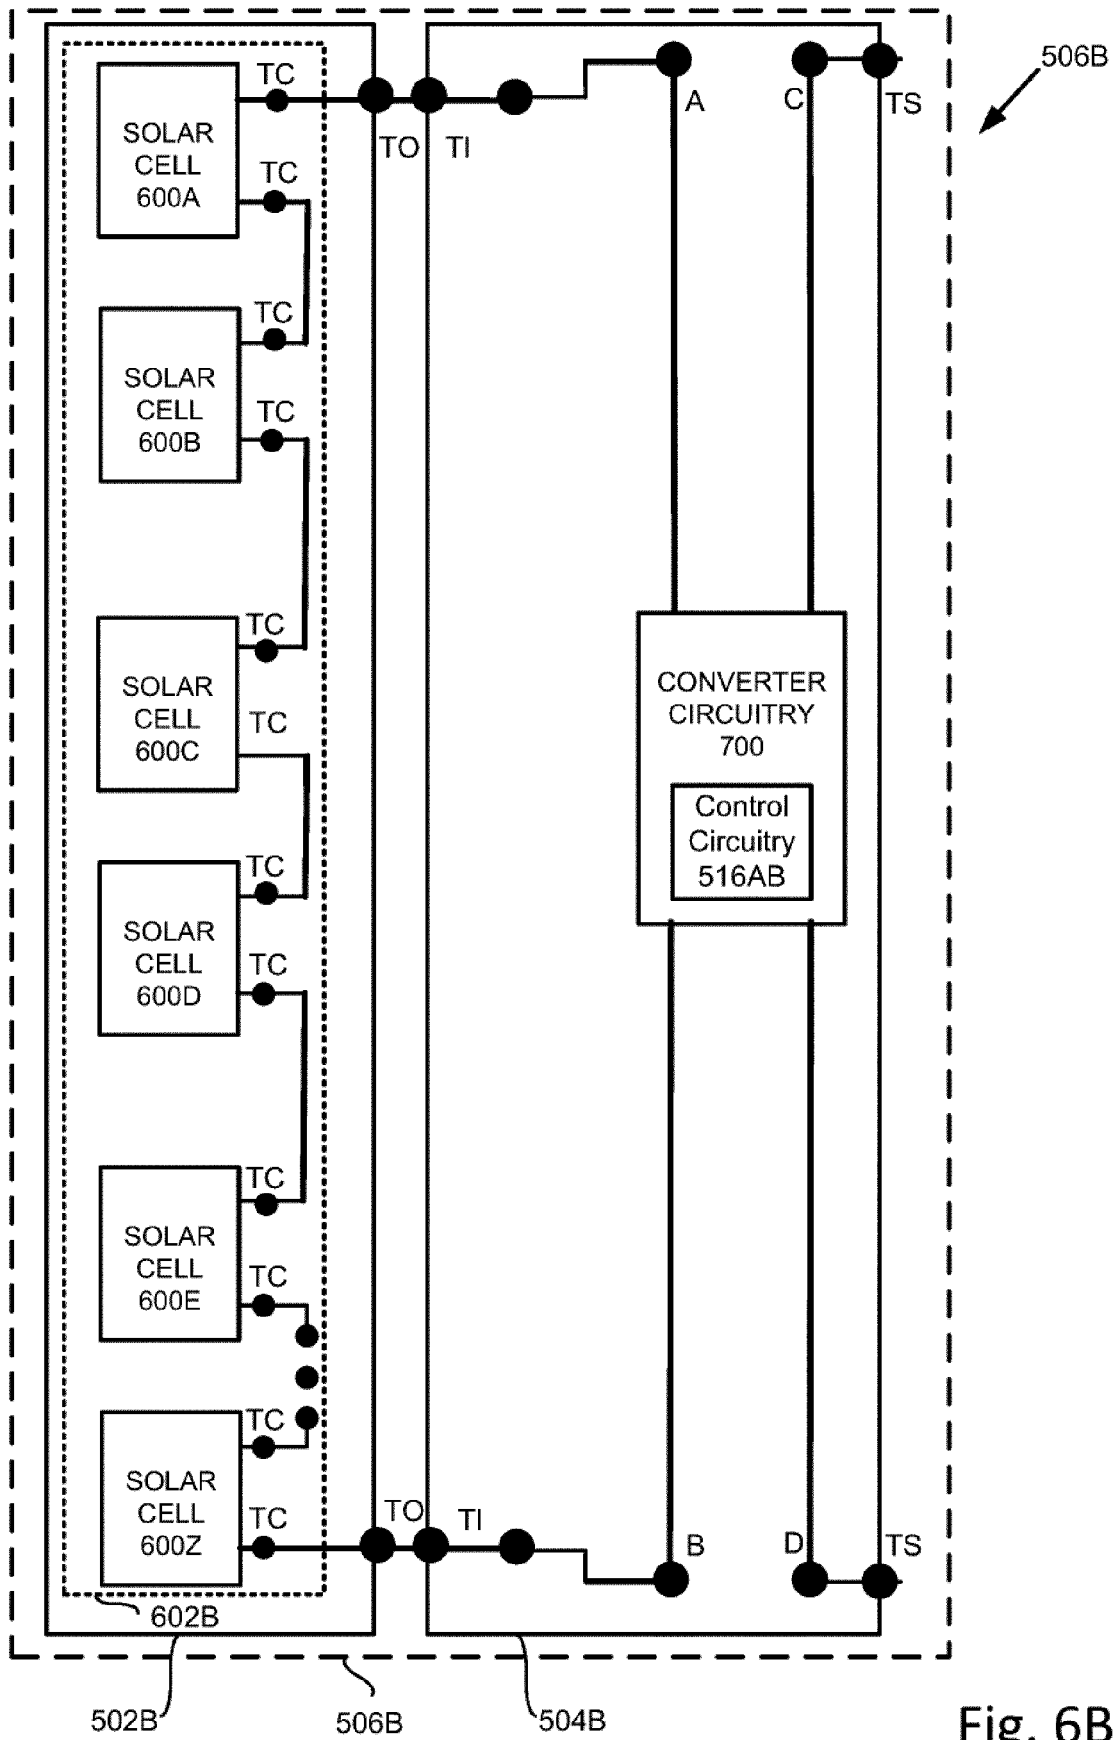 506B
TC
SOLAR
CELL
600A
A
C
TS
TO
TI
TC
TC
SOLAR
CELL
600B
TC
TC
SOLAR
CELL
600C
TC
CONVERTER
CIRCUITRY
700
Control
Circuitry
516AB
TC
SOLAR
CELL
600D
TC
TC
SOLAR
CELL
600E
TC
TC
SOLAR
CELL
600Z
TC
TO
TI
B
D
TS
602B
502B
506B
504B
Fig. 6B